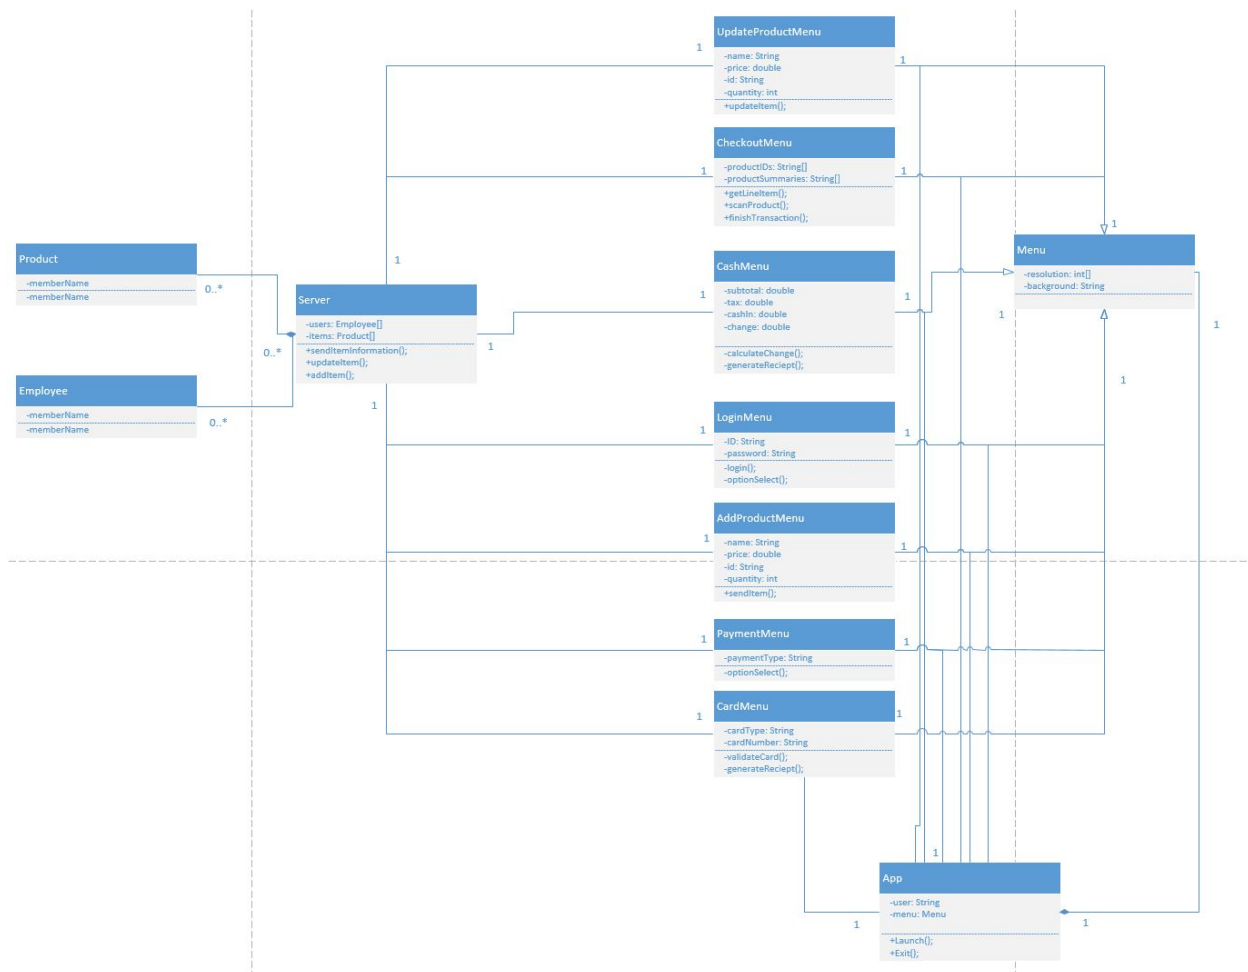 UpdateProductMenu
-name: String
-price: double
-id: String
-quantity: int
+updateItem();
1
1
CheckoutMenu
-productIDs: String[]
-productSummaries: String[]
+getLineItem();
+scanProduct();
+finishTransaction();
1
1
Product
-memberName
-memberName
0..*
Employee
-memberName
-memberName
0..*
0..*
Server
-users: Employee[]
-items: Product[]
+sendItemInformation();
+updateItem();
+addItem();
1
1
1
CashMenu
-subtotal: double
-tax: double
-cashIn: double
-change: double
-calculateChange();
-generateReciept();
1
1
Menu
-resolution: int[]
-background: String
1
1
1
1
LoginMenu
-ID: String
-password: String
-login();
-optionSelect();
1
1
AddProductMenu
-name: String
-price: double
-id: String
-quantity: int
+sendItem();
1
1
PaymentMenu
-paymentType: String
-optionSelect();
1
1
CardMenu
-cardType: String
-cardNumber: String
-validateCard();
-generateReciept();
1
1
App
-user: String
-menu: Menu
+Launch();
+Exit();
1
1
1